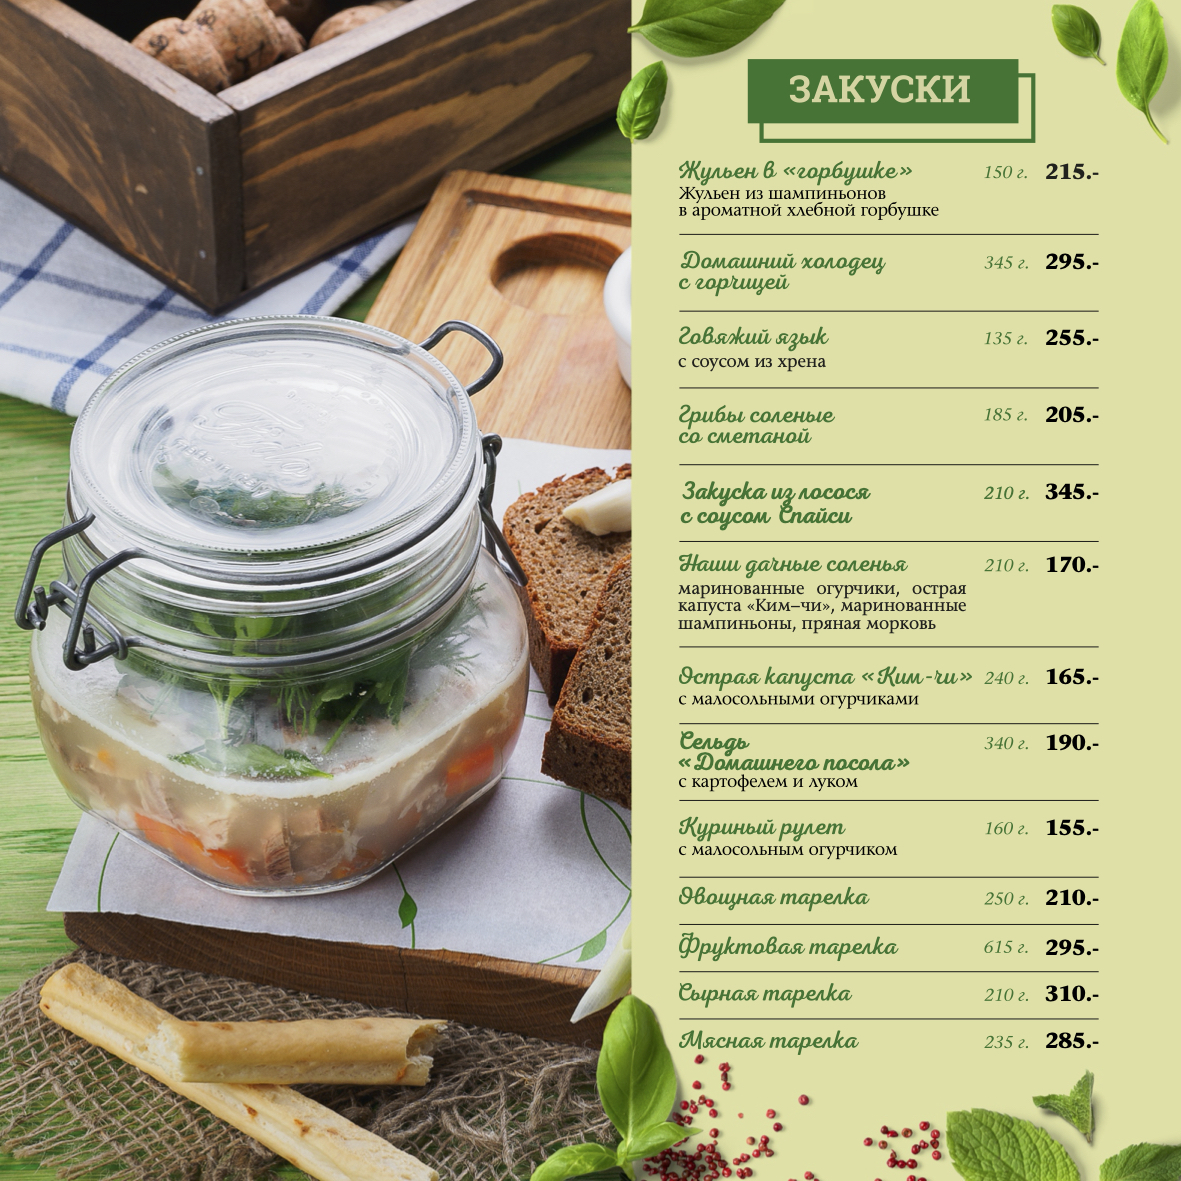 ЗАКУСКИ
Жульен в «горбушке» 150 г. 215.-
Жульен из шампиньонов
в ароматной хлебной горбушке
Домашний холодец 345 г. 295.-
с горчицей
Говяжий язык 135 г. 255.-
с соусом из хрена
Грибы соленые 185 г. 205.-
со сметаной
Закуска из лосося 210 г. 345.-
с соусом Спайси
Наши дачные соленья 210 г. 170.-
маринованные огурчики, острая
капуста «Ким–чи», маринованные
шампиньоны, пряная морковь
Острая капуста «Ким-чи» 240 г. 165.-
с малосольными огурчиками
Сельдь 340 г. 190.-
«Домашнего посола»
с картофелем и луком
Куриный рулет 160 г. 155.-
с малосольным огурчиком
Овощная тарелка 250 г. 210.-
Фруктовая тарелка 615 г. 295.-
Сырная тарелка 210 г. 310.-
Мясная тарелка 235 г. 285.-